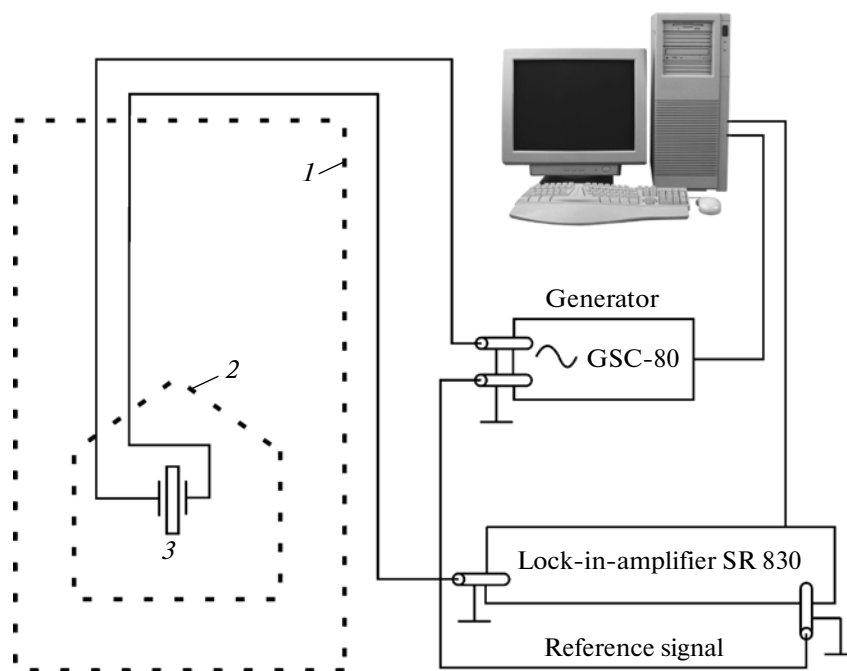 1
Generator
GSC-80
2
3
Lock-in-amplifier SR 830
Reference signal